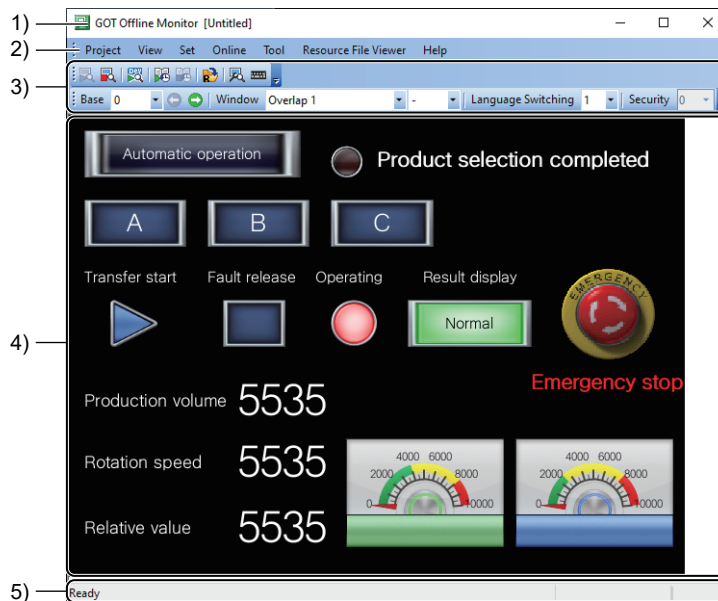 1) GOT Offline Monitor [Untitled]
2) Project View Set Online Tool Resource File Viewer Help
3)
Base 0 Window Overlap 1 - Language Switching 1 Security 0
4)
Automatic operation Product selection completed
A B C
Transfer start Fault release Operating Result display
EMERGENCY
Normal
Emergency stop
Production volume 5535
Rotation speed 5535
4000 6000
2000 8000
0 10000
4000 6000
2000 8000
0 10000
Relative value 5535
5) Ready